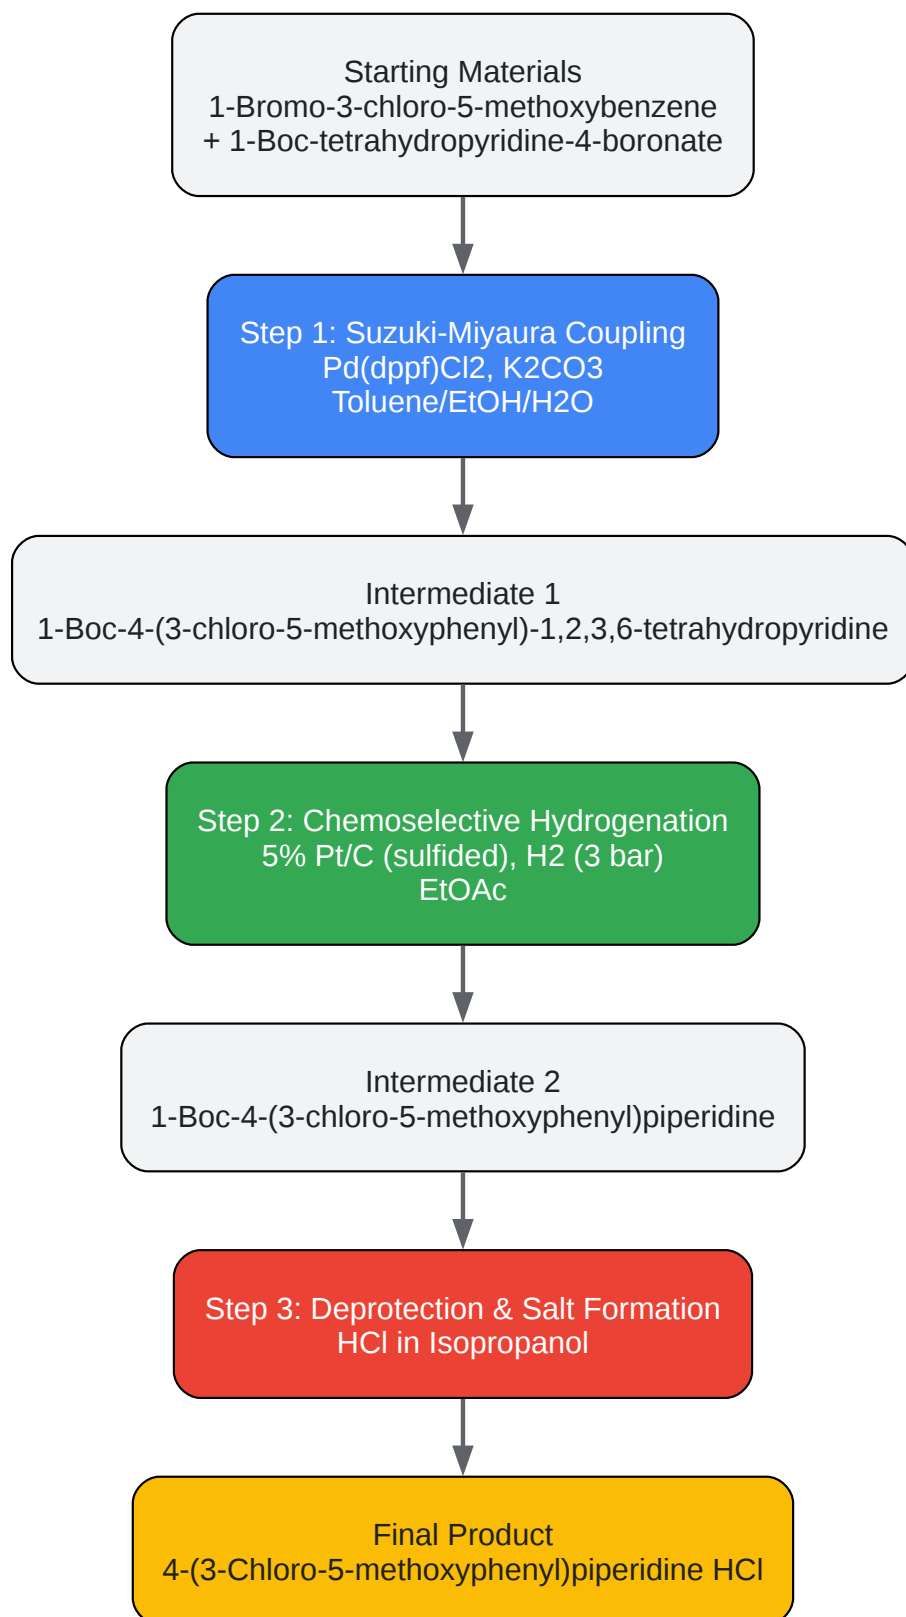 Starting Materials
1-Bromo-3-chloro-5-methoxybenzene
+ 1-Boc-tetrahydropyridine-4-boronate
Step 1: Suzuki-Miyaura Coupling
Pd(dppf)Cl2, K2CO3
Toluene/EtOH/H2O
Intermediate 1
1-Boc-4-(3-chloro-5-methoxyphenyl)-1,2,3,6-tetrahydropyridine
Step 2: Chemoselective Hydrogenation
5% Pt/C (sulfided), H2 (3 bar)
EtOAc
Intermediate 2
1-Boc-4-(3-chloro-5-methoxyphenyl)piperidine
Step 3: Deprotection & Salt Formation
HCl in Isopropanol
Final Product
4-(3-Chloro-5-methoxyphenyl)piperidine HCl